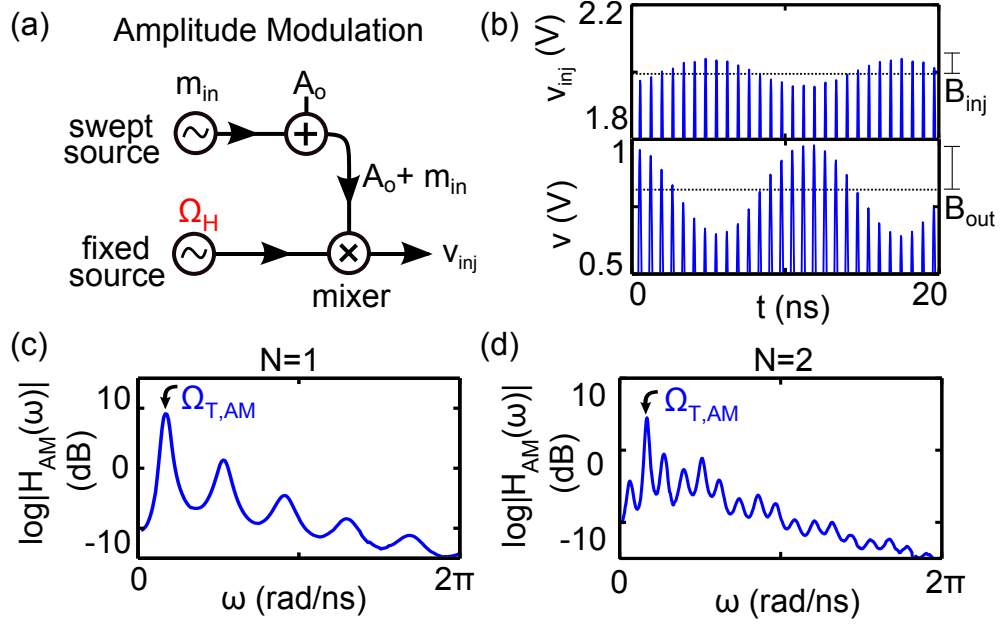 (a) Amplitude Modulation
m_in
A_o
swept
source
+
A_o + m_in
Ω_H
fixed
source
×
v_inj
mixer
(b)
2.2
v_inj (V)
1.8
B_inj
1
v (V)
0.5
B_out
0
20
t (ns)
(c)
N=1
log|H_AM(ω)|
(dB)
10
0
-10
Ω_T,AM
0
2π
ω (rad/ns)
(d)
N=2
log|H_AM(ω)|
(dB)
10
0
-10
Ω_T,AM
0
2π
ω (rad/ns)